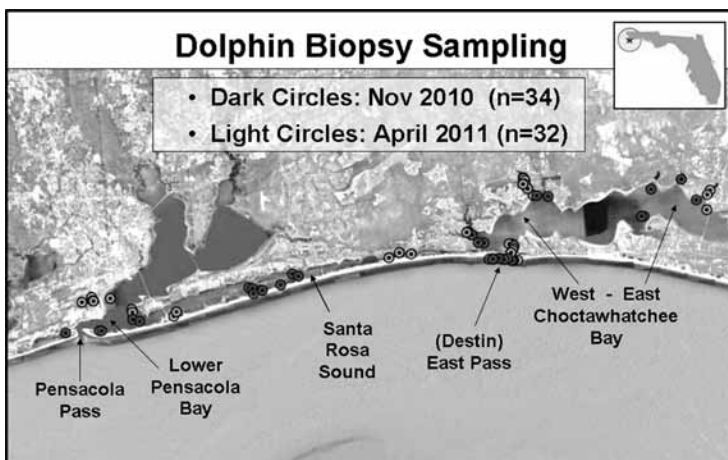 Dolphin Biopsy Sampling
• Dark Circles: Nov 2010 (n=34)
• Light Circles: April 2011 (n=32)
Pensacola
Pass
Lower
Pensacola
Bay
Santa
Rosa
Sound
(Destin)
East Pass
West - East
Choctawhatchee
Bay